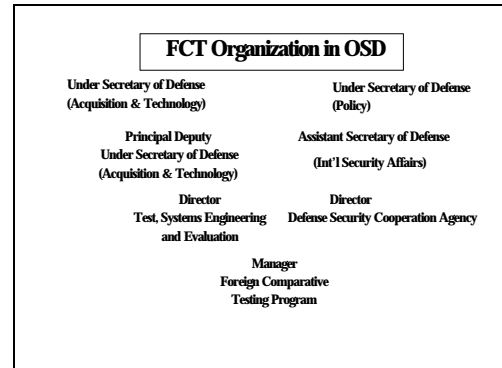 FCT Organization in OSD
Under Secretary of Defense
(Acquisition & Technology)
Under Secretary of Defense
(Policy)
Principal Deputy
Under Secretary of Defense
(Acquisition & Technology)
Assistant Secretary of Defense
(Int'l Security Affairs)
Director
Test, Systems Engineering
and Evaluation
Director
Defense Security Cooperation Agency
Manager
Foreign Comparative
Testing Program